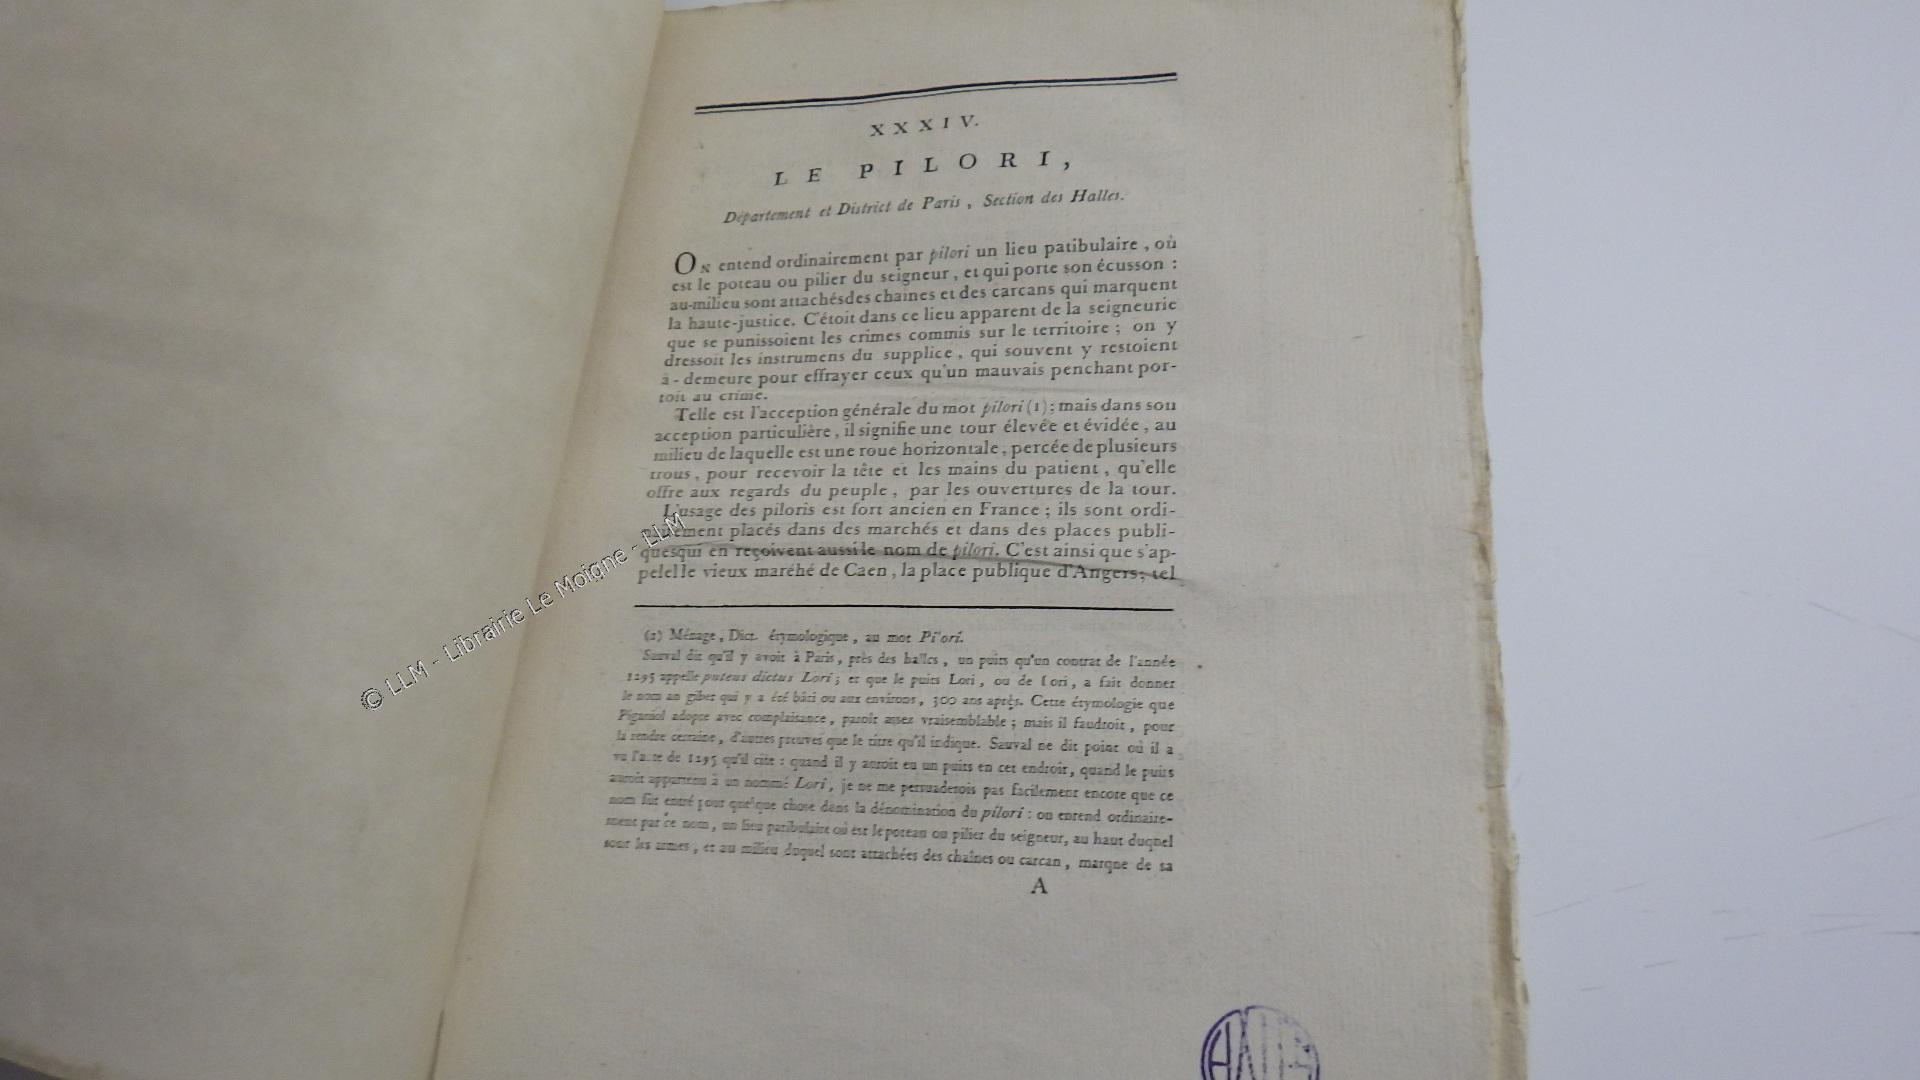 XXXIV.
LE PILORI,
Département et District de Paris, Section des Halles.
On entend ordinairement par pilori un lieu patibulaire, où
est le poteau ou pilier du seigneur, et qui porte son écusson :
au-milieu sont attachésdes chaînes et des carcans qui marquent
la haute-justice. C'étoit dans ce lieu apparent de la seigneurie
que se punissoient les crimes commis sur le territoire ; on y
dressoit les instrumens du supplice, qui souvent y restoient
à-demeure pour effrayer ceux qu'un mauvais penchant por-
toit au crime.
Telle est l'acception générale du mot pilori (1) ; mais dans son
acception particulière, il signifie une tour élevée et évidée, au
milieu de laquelle est une roue horizontale, percée de plusieurs
trous, pour recevoir la tête et les mains du patient, qu'elle
offre aux regards du peuple, par les ouvertures de la tour.
L'usage des piloris est fort ancien en France ; ils sont ordi-
nairement placés dans des marchés et dans des places publi-
quesqui en reçoivent aussi le nom de pilori. C'est ainsi que s'ap-
pelelle vieux maréhé de Caen, la place publique d'Angers ; tel
(1) Ménage, Dict. étymologique, au mot Pilori.
Sauval dit qu'il y avoit à Paris, près des halles, un puits qu'un contrat de l'année
1295 appelle puteus dictus Lori ; et que le puits Lori, ou de Lori, a fait donner
le nom au gibet qui y a été bâti ou aux environs, 300 ans après. Cette étymologie que
Piganiol adopte avec complaisance, paroît assez vraisemblable ; mais il faudroit, pour
la rendre certaine, d'autres preuves que le titre qu'il indique. Sauval ne dit point où il a
vu l'acte de 1295 qu'il cite : quand il y auroit eu un puits en cet endroit, quand le puits
auroit appartenu à un nommé Lori, je ne me persuaderois pas facilement encore que ce
nom fût entré pour quelque chose dans la dénomination du pilori : on entend ordinaire-
ment par ce nom, un lieu patibulaire où est le poteau ou pilier du seigneur, au haut duquel
sont les armes, et au milieu duquel sont attachées des chaînes ou carcan, marque de sa
A
© LLM - Librairie Le Moigne - LLM